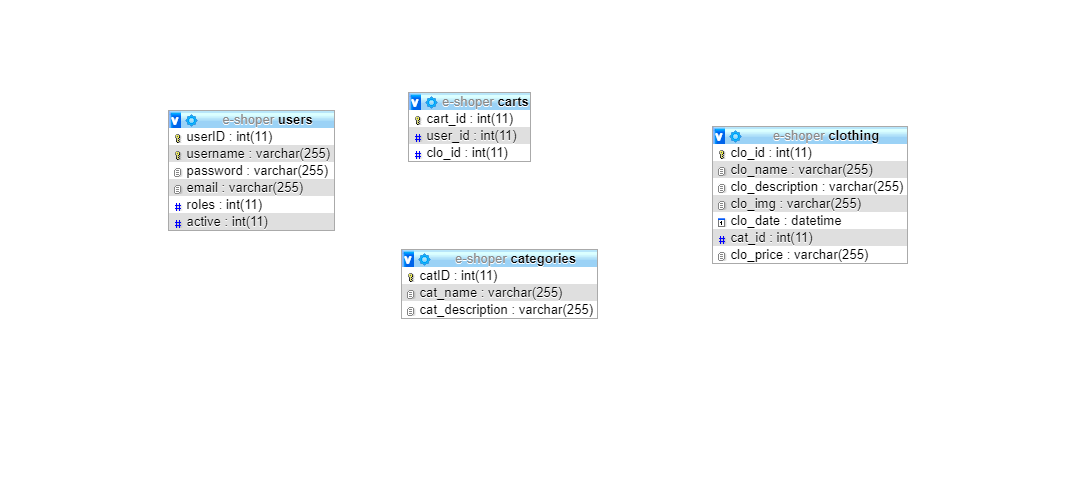 e-shoper users
userID : int(11)
username : varchar(255)
password : varchar(255)
email : varchar(255)
roles : int(11)
active : int(11)
e-shoper carts
cart_id : int(11)
user_id : int(11)
clo_id : int(11)
e-shoper categories
catID : int(11)
cat_name : varchar(255)
cat_description : varchar(255)
e-shoper clothing
clo_id : int(11)
clo_name : varchar(255)
clo_description : varchar(255)
clo_img : varchar(255)
clo_date : datetime
cat_id : int(11)
clo_price : varchar(255)